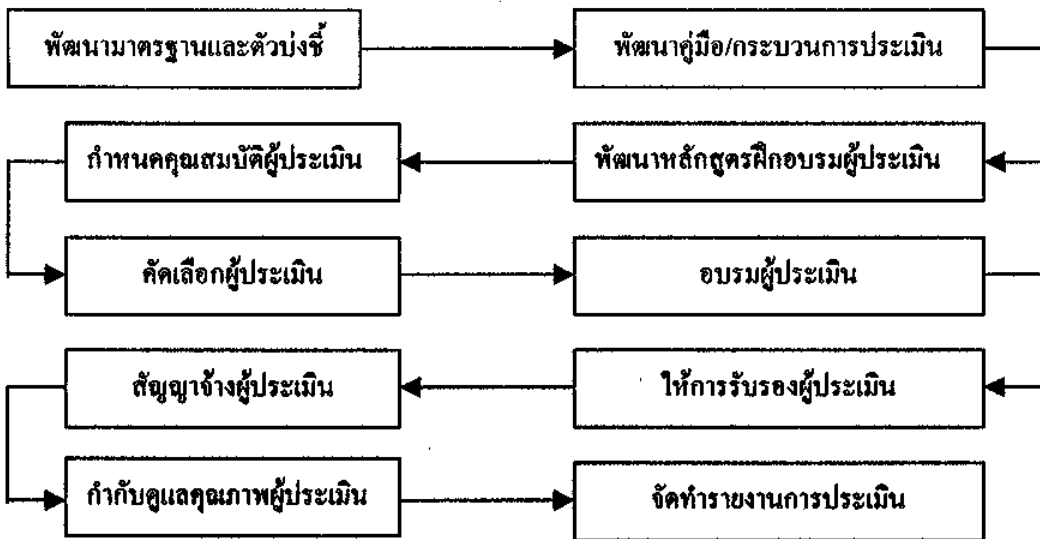 พัฒนามาตรฐานและตัวบ่งชี้
พัฒนาคู่มือ/กระบวนการประเมิน
พัฒนาหลักสูตรฝึกอบรมผู้ประเมิน
กำหนดคุณสมบัติผู้ประเมิน
คัดเลือกผู้ประเมิน
อบรมผู้ประเมิน
ให้การรับรองผู้ประเมิน
สัญญาจ้างผู้ประเมิน
กำกับดูแลคุณภาพผู้ประเมิน
จัดทำรายงานการประเมิน